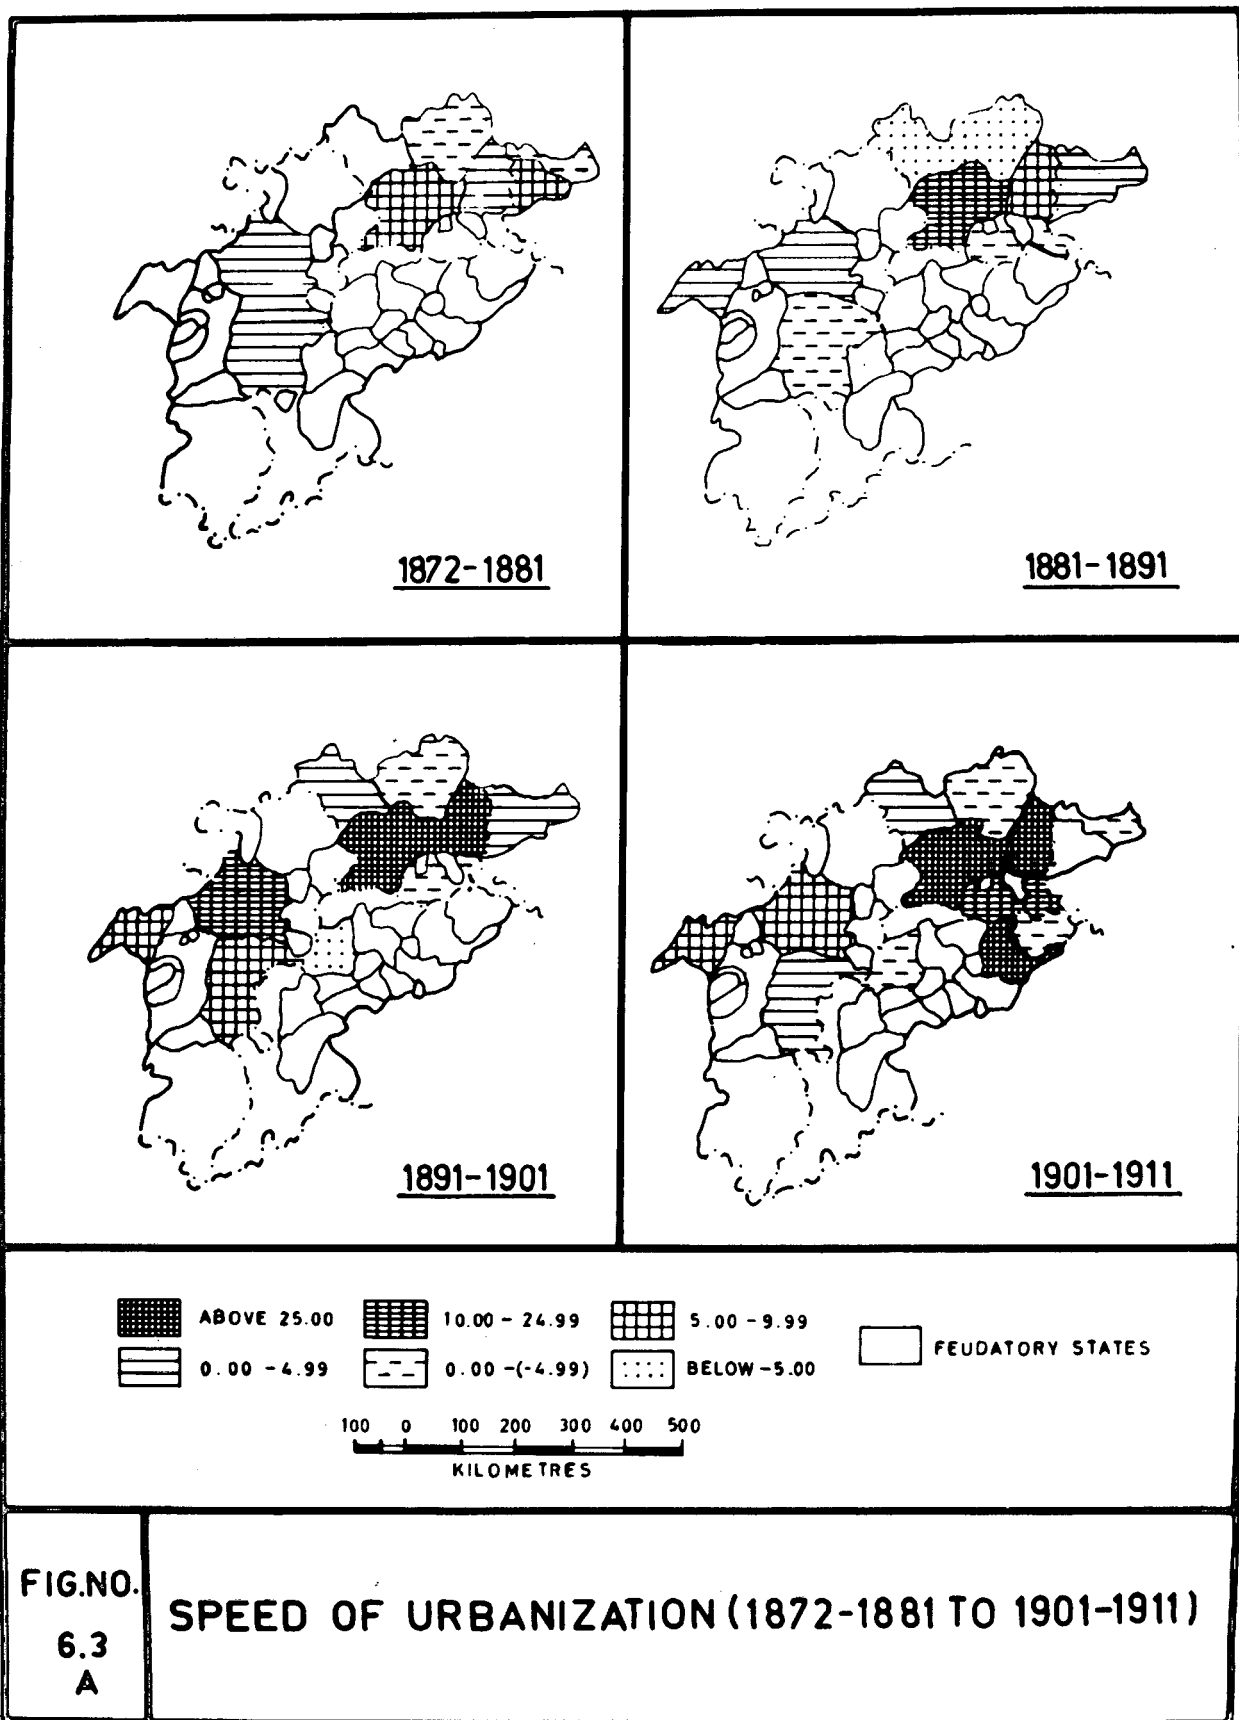 1872-1881
1881-1891
1891-1901
1901-1911
ABOVE 25.00
10.00 - 24.99
5.00 - 9.99
FEUDATORY STATES
0.00 - 4.99
0.00 -(-4.99)
BELOW -5.00
100 0 100 200 300 400 500
KILOMETRES
FIG.NO.
6.3
A
SPEED OF URBANIZATION (1872-1881 TO 1901-1911)